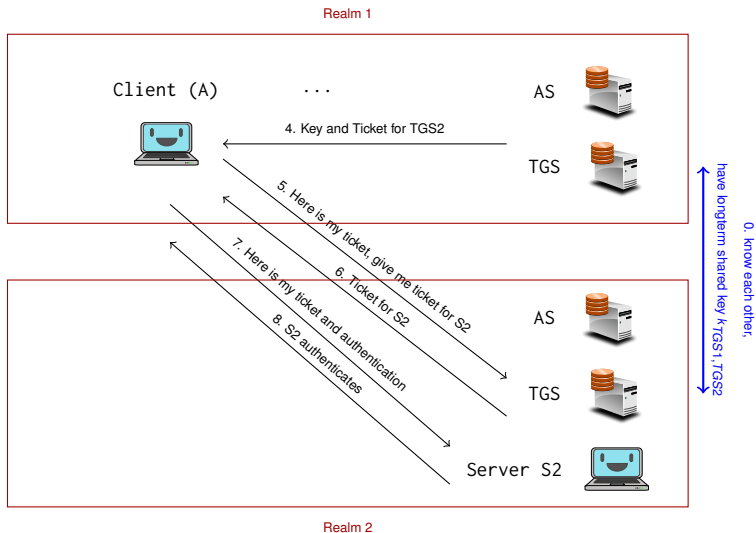 Realm 1
Client (A)
...
AS
4. Key and Ticket for TGS2
TGS
5. Here is my ticket, give me ticket for S2
6. Ticket for S2
7. Here is my ticket and authentication
8. S2 authenticates
0. know each other,
have longterm shared key kTGS1,TGS2
AS
TGS
Server S2
Realm 2